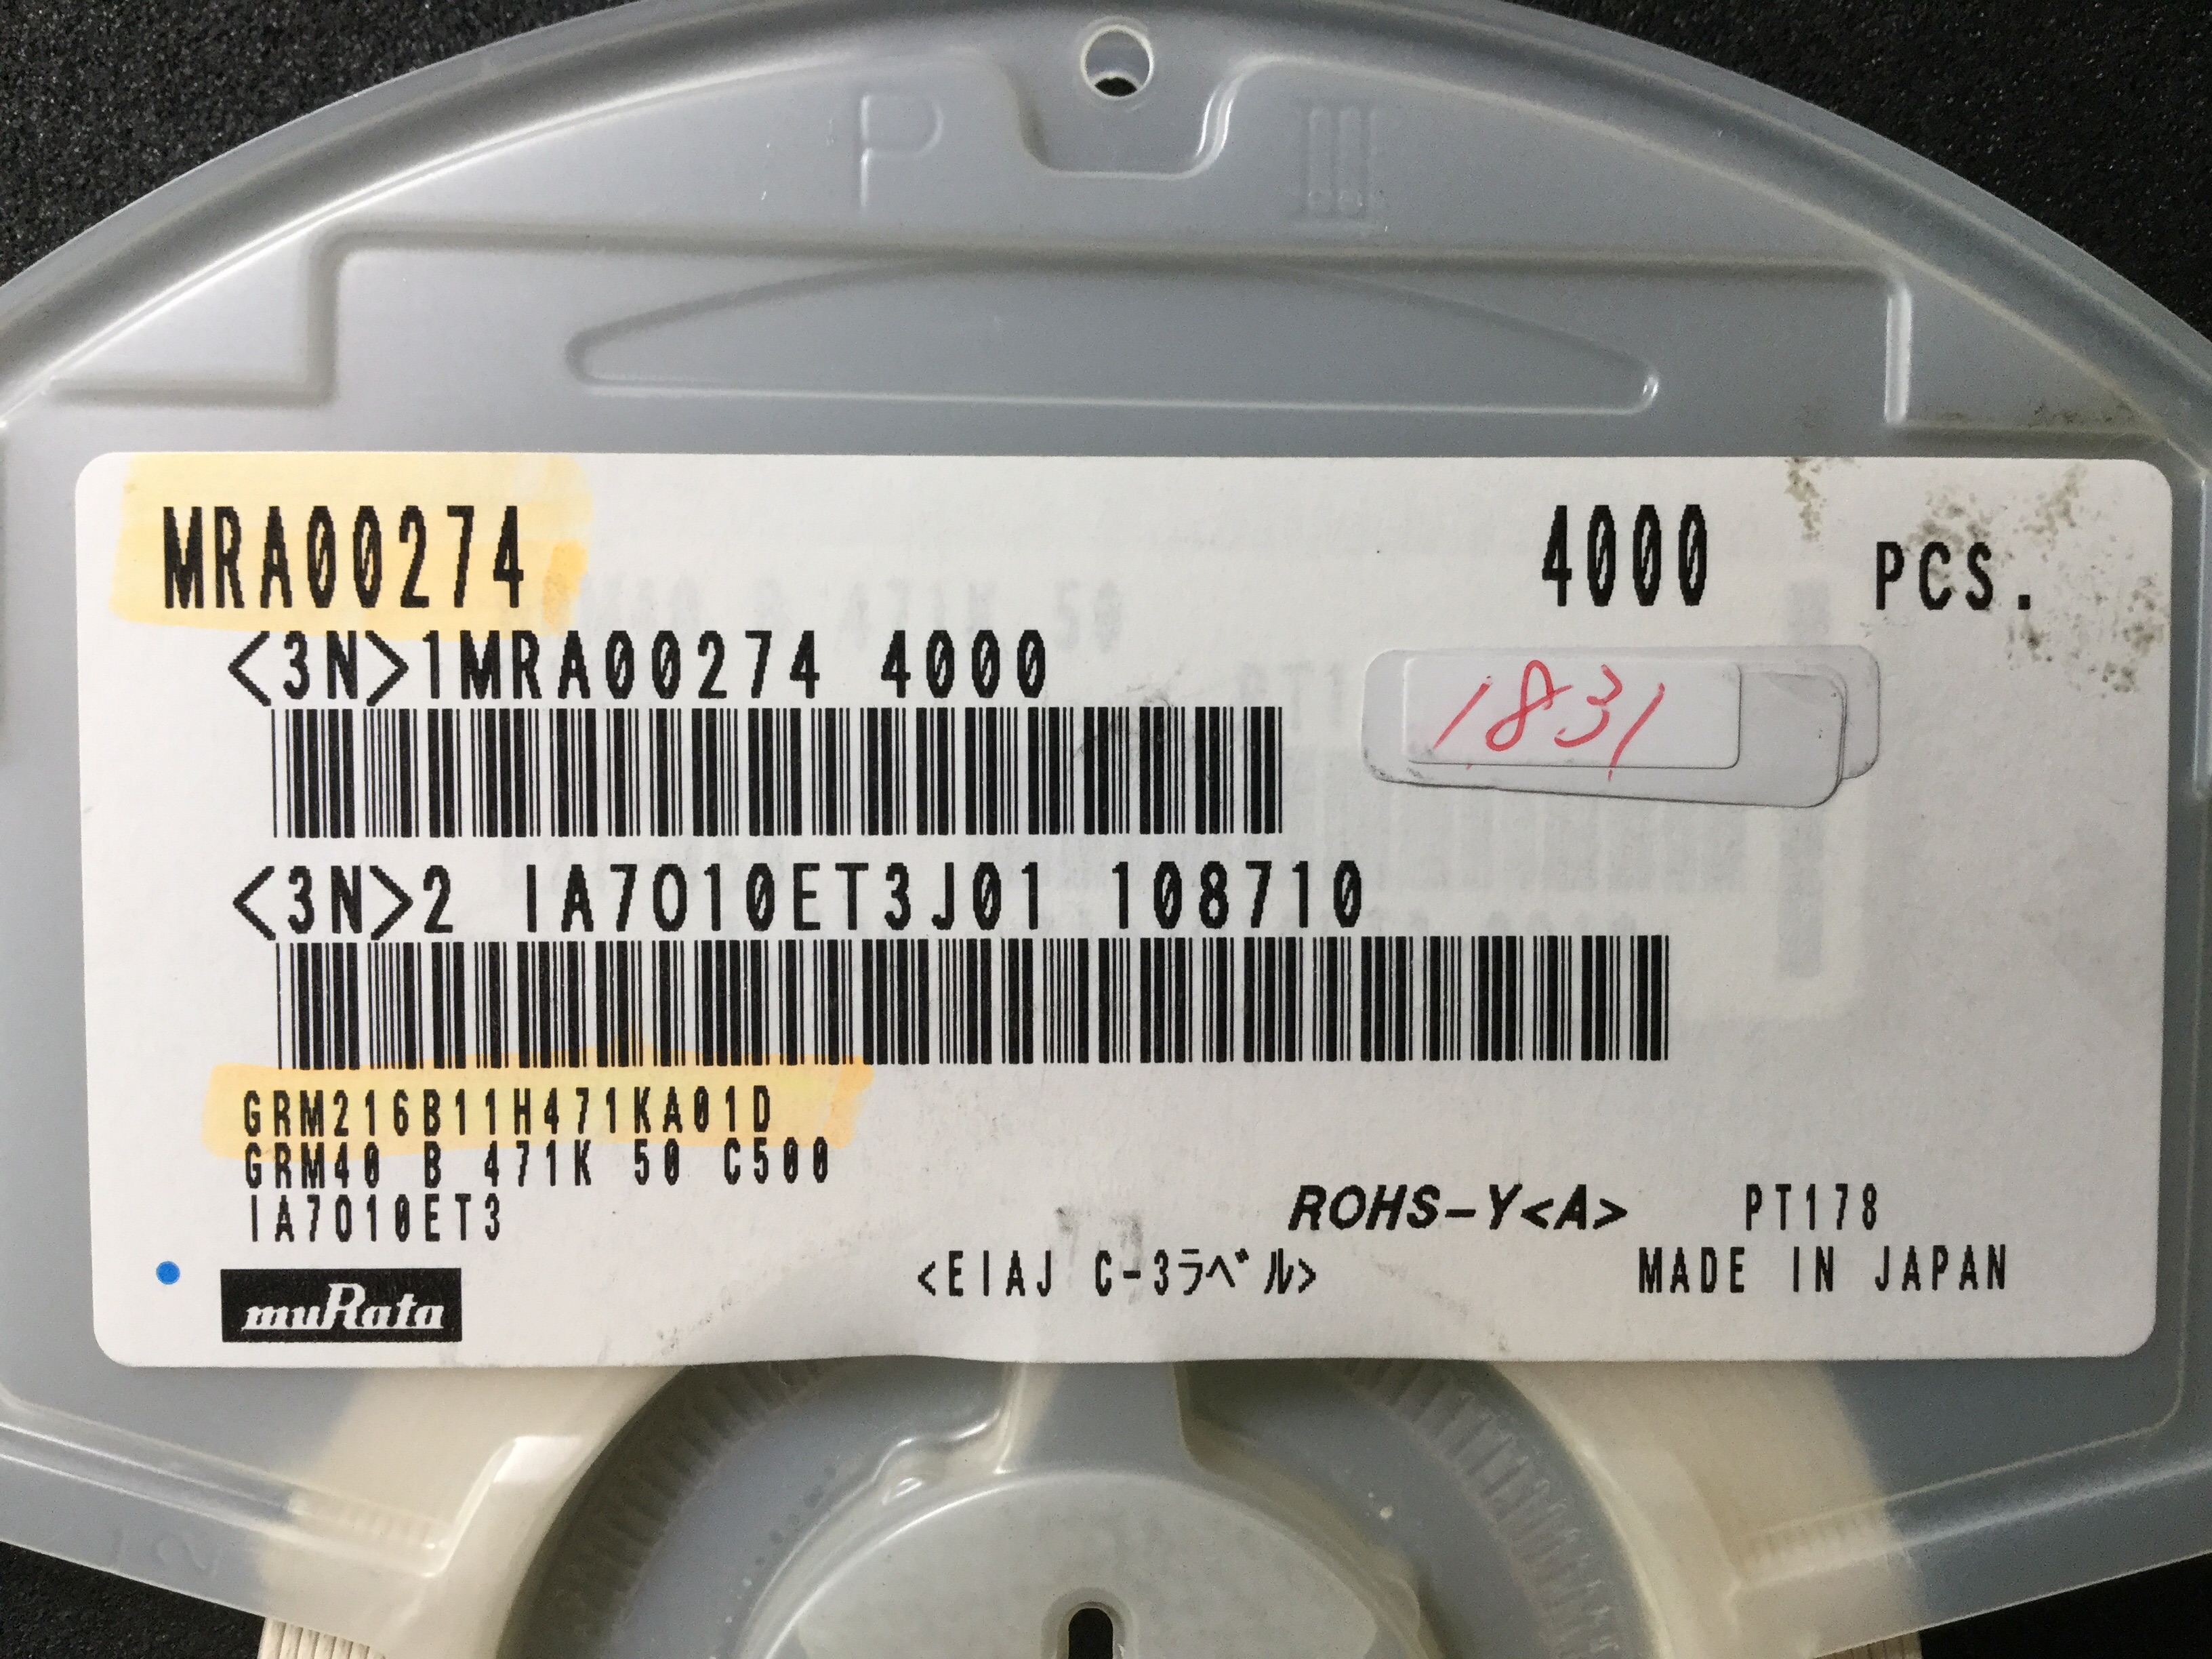 P
MRA00274 4000 PCS.
<3N>1MRA00274 4000
1831
<3N>2 IA7010ET3J01 108710
GRM216B11H471KA01D
GRM40 B 471K 50 C500
IA7010ET3
ROHS-Y<A> PT178
<EIAJ C-3ラベル> MADE IN JAPAN
muRata
12